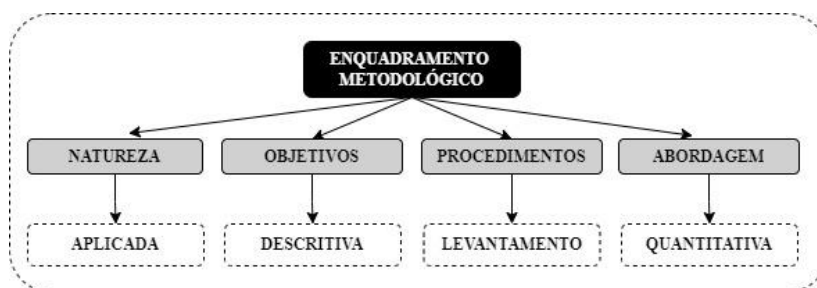 ENQUADRAMENTO
METODOLÓGICO
NATUREZA
OBJETIVOS
PROCEDIMENTOS
ABORDAGEM
APLICADA
DESCRITIVA
LEVANTAMENTO
QUANTITATIVA